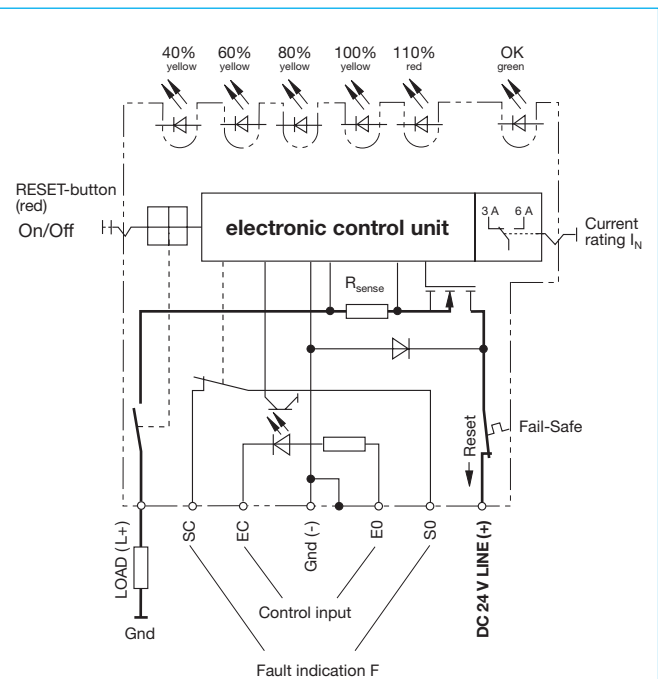 40% 60% 80% 100% 110% OK
yellow yellow yellow yellow red green
RESET-button
(red)
On/Off
electronic control unit
3 A 6 A
Current
rating I_N
R_sense
Reset
Fail-Safe
LOAD (L+)
SC
EC
Gnd (-)
E0
S0
DC 24 V LINE (+)
Control input
Gnd
Fault indication F